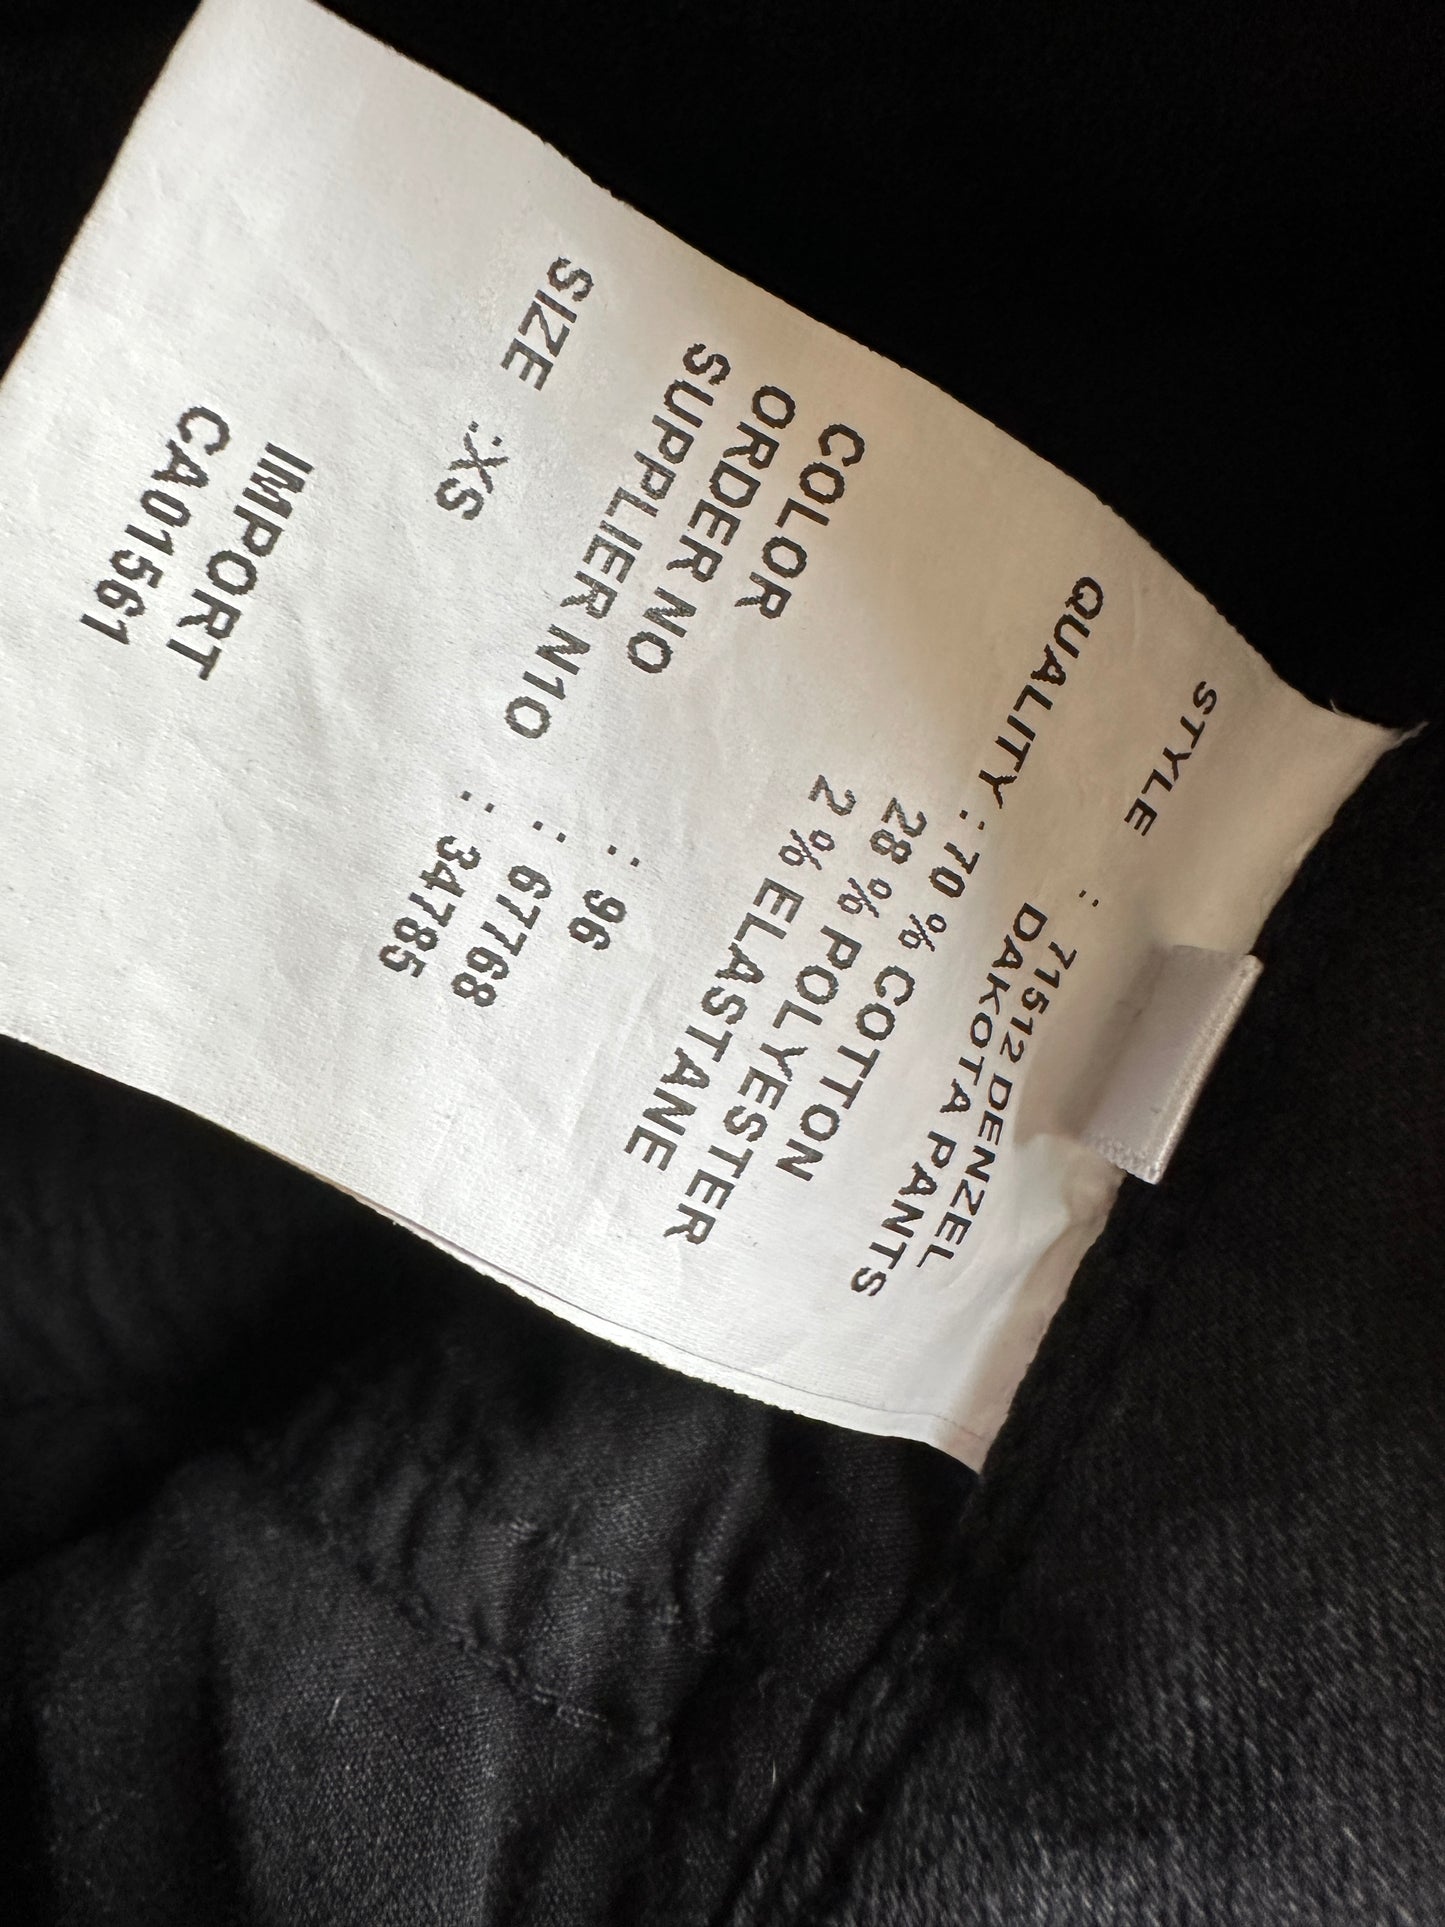 STYLE : 71512 DENZEL
DAKOTA PANTS
QUALITY : 70 % COTTON
28 % POLYESTER
2 % ELASTANE
COLOR : 96
ORDER NO : 67768
SUPPLIER N1O : 34785
SIZE :XS
IMPORT
CA01561